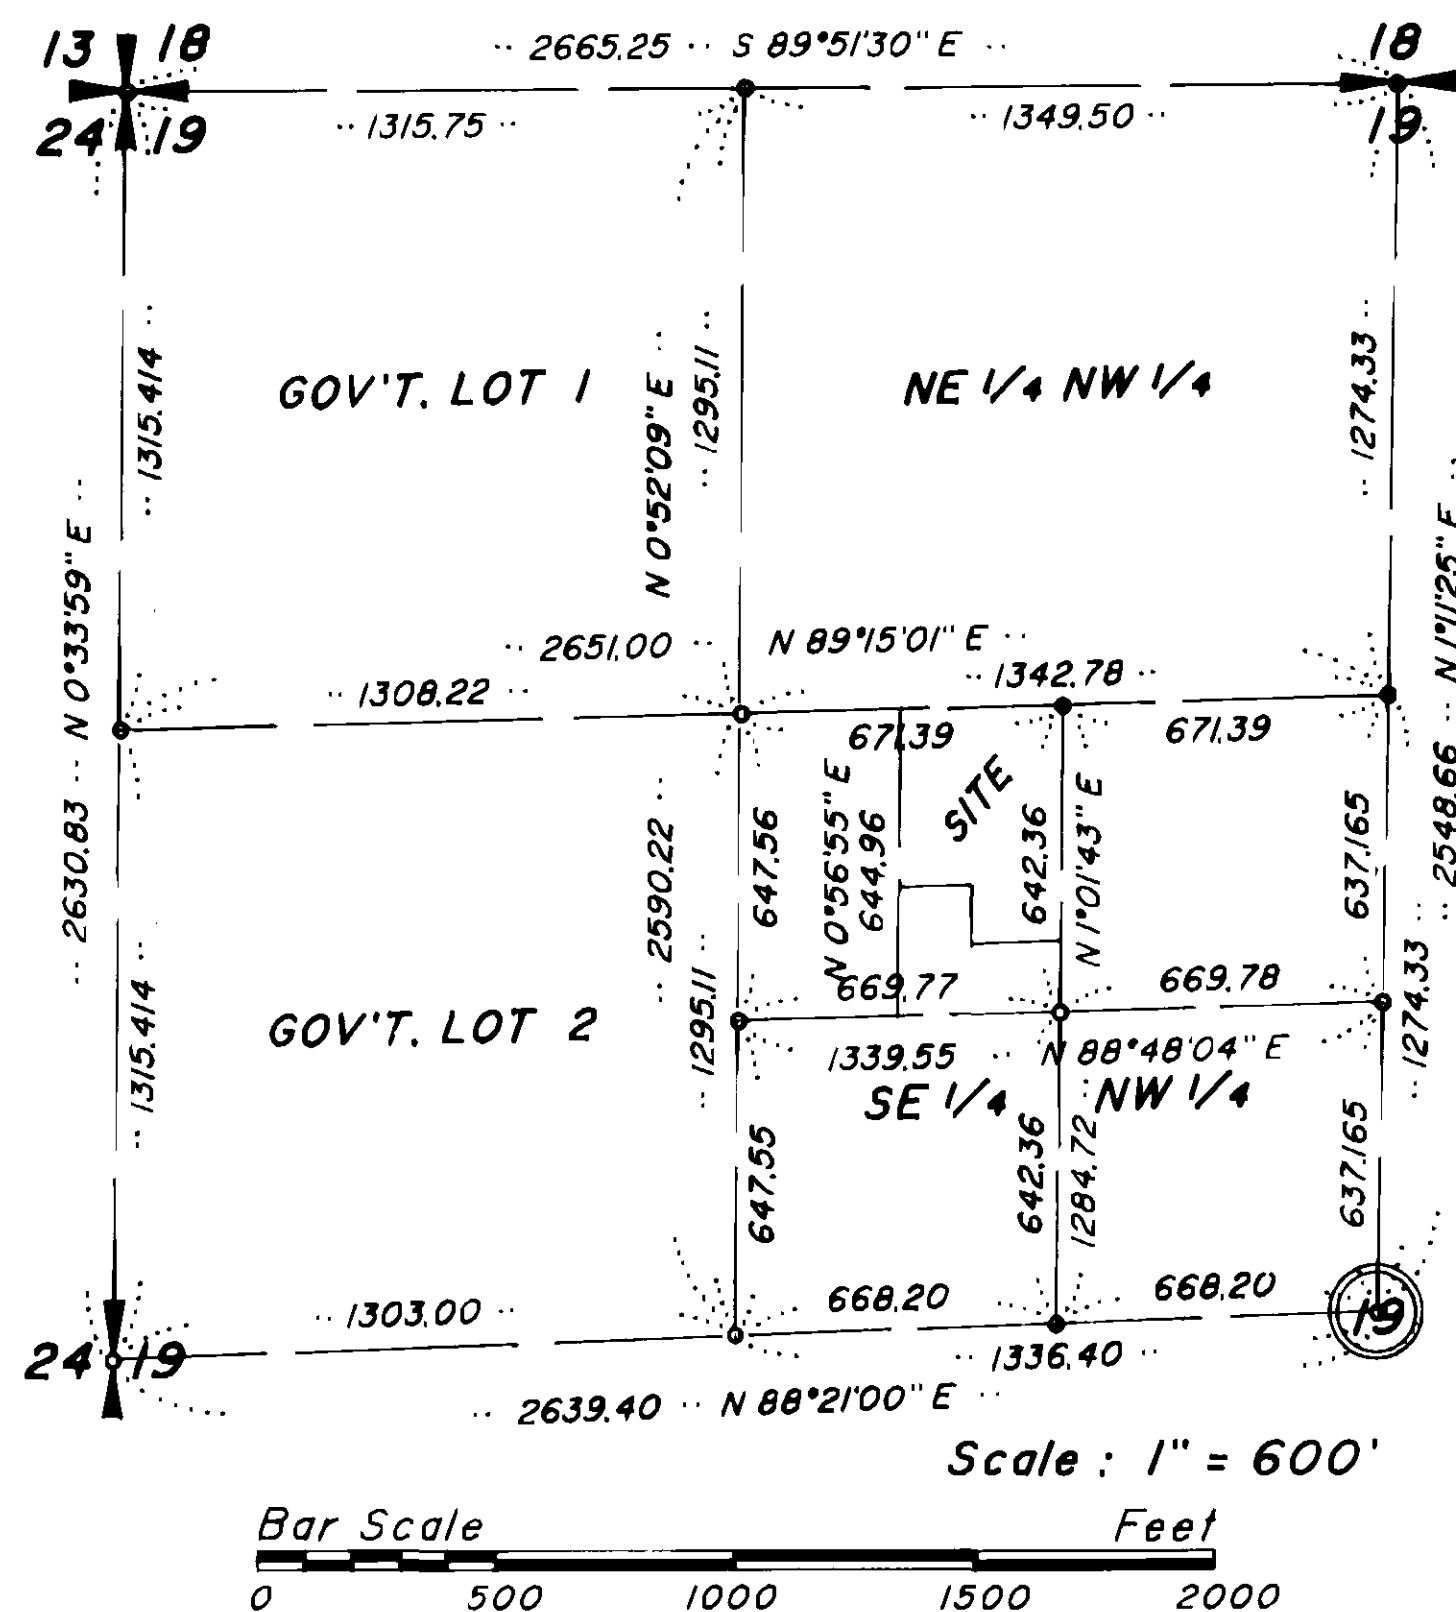 13 18
·· 2665.25 ·· S 89°51'30" E ··
18
24 19
·· 1315.75 ··
·· 1349.50 ··
19
·· 1315.414 ··
GOV'T. LOT 1
N 0°52'09" E ··
·· 1295.11 ··
NE 1/4 NW 1/4
·· 1274.33 ··
·· 2630.83 ·· N 0°33'59" E ··
·· 2548.66 ·· N 1°11'25" E ··
·· 2651.00 ·· N 89°15'01" E ··
·· 1308.22 ··
·· 1342.78 ··
671.39
671.39
SITE
·· 2590.22 ··
647.56
N 0°56'55" E
644.96
642.36
N 1°01'43" E
637.165
·· 1315.414 ··
GOV'T. LOT 2
·· 1295.11 ··
669.77
669.78
·· 1274.33 ··
1339.55 ·· N 88°48'04" E
SE 1/4 NW 1/4
647.55
642.36
1284.72 ··
637.165
·· 1303.00 ··
668.20
668.20
24 19
19
·· 1336.40 ··
·· 2639.40 ·· N 88°21'00" E ··
Scale : 1" = 600'
Bar Scale Feet
0 500 1000 1500 2000